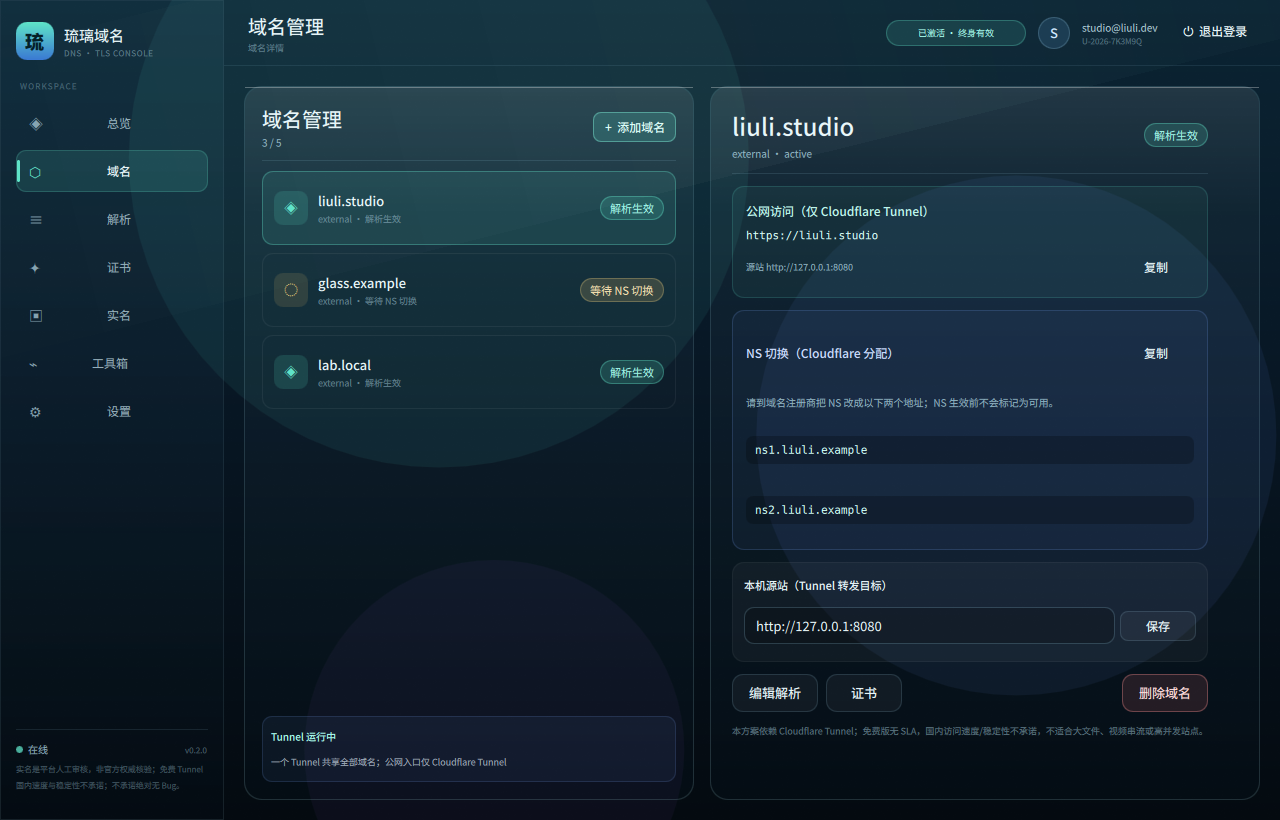 琉
琉璃域名
DNS · TLS CONSOLE
WORKSPACE
总览
域名
解析
证书
实名
工具箱
设置
在线
v0.2.0
实名是平台人工审核，非官方权威核验；免费 Tunnel
国内速度与稳定性不承诺；不承诺绝对无 Bug。
域名管理
域名详情
已激活 · 终身有效
S
studio@liuli.dev
U-2026-7K3M9Q
退出登录
域名管理
3 / 5
+ 添加域名
liuli.studio
external · 解析生效
解析生效
glass.example
external · 等待 NS 切换
等待 NS 切换
lab.local
external · 解析生效
解析生效
Tunnel 运行中
一个 Tunnel 共享全部域名；公网入口仅 Cloudflare Tunnel
liuli.studio
external · active
解析生效
公网访问（仅 Cloudflare Tunnel）
https://liuli.studio
源站 http://127.0.0.1:8080
复制
NS 切换（Cloudflare 分配）
复制
请到域名注册商把 NS 改成以下两个地址；NS 生效前不会标记为可用。
ns1.liuli.example
ns2.liuli.example
本机源站（Tunnel 转发目标）
http://127.0.0.1:8080
保存
编辑解析
证书
删除域名
本方案依赖 Cloudflare Tunnel；免费版无 SLA，国内访问速度/稳定性不承诺，不适合大文件、视频串流或高并发站点。